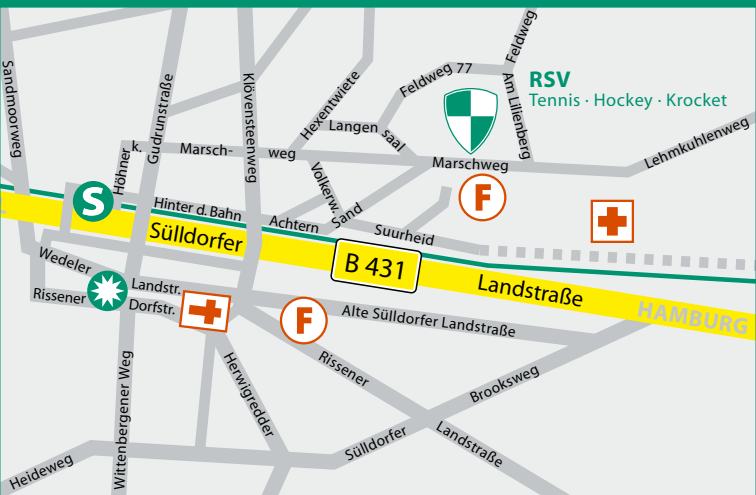 Feldweg
Sandmoorweg
Gudrunstraße
Klövensteenweg
Hexentwiete
Feldweg 77
Am Lilienberg
RSV
Tennis · Hockey · Krocket
Langen saal
Lehmkuhlenweg
Höhner k.
Marsch- weg
Marschweg
Volkerw.
F
S
Hinter d. Bahn
Achtern Sand
Suurheid
Sülldorfer
B 431
Landstraße
HAMBURG
Wedeler
Landstr.
Rissener
Dorfstr.
F
Alte Sülldorfer Landstraße
Rissener
Herwigredder
Brooksweg
Wittenbergener Weg
Sülldorfer
Landstraße
Heideweg